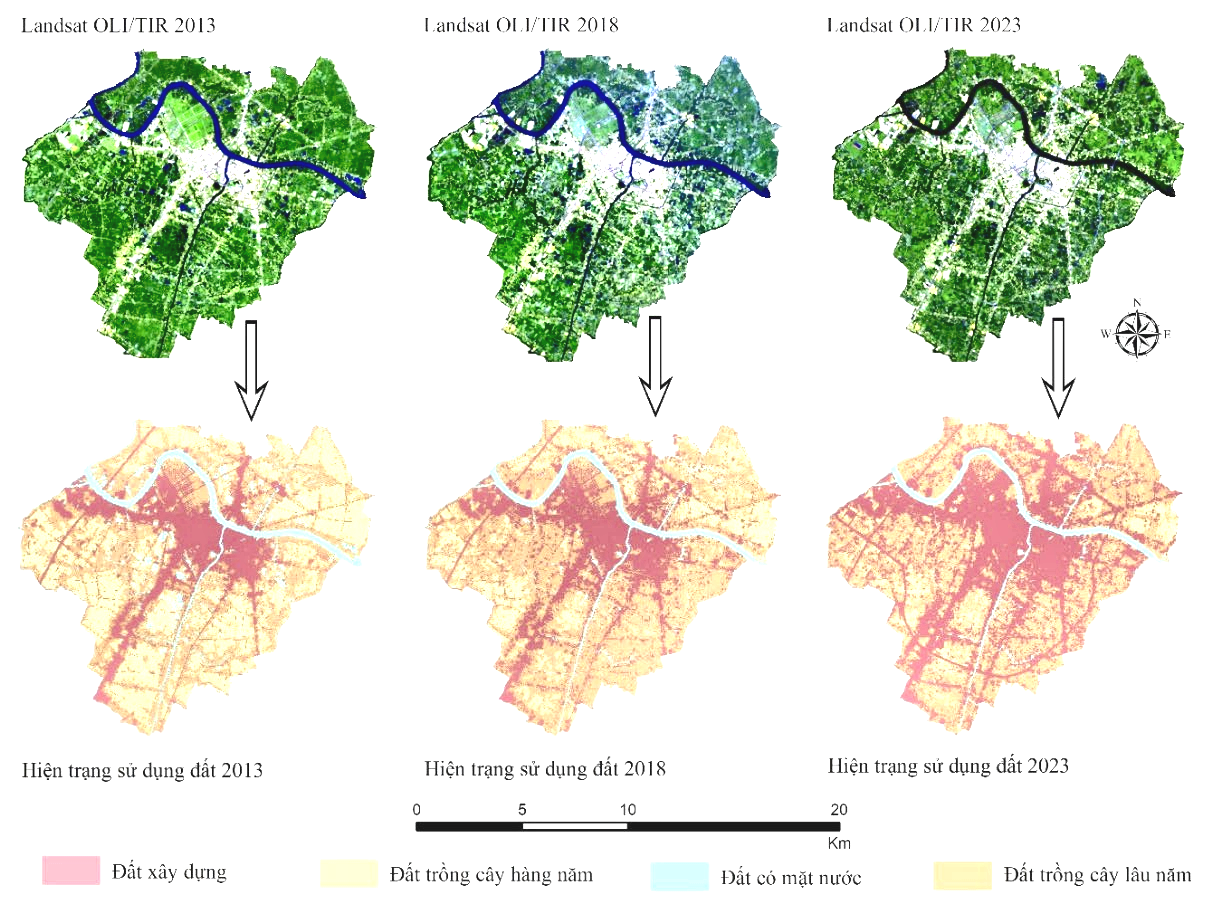 Landsat OLI/TIR 2013
Landsat OLI/TIR 2018
Landsat OLI/TIR 2023
N
W
E
S
Hiện trạng sử dụng đất 2013
Hiện trạng sử dụng đất 2018
Hiện trạng sử dụng đất 2023
0 5 10 20
Km
Đất xây dựng
Đất trồng cây hàng năm
Đất có mặt nước
Đất trồng cây lâu năm